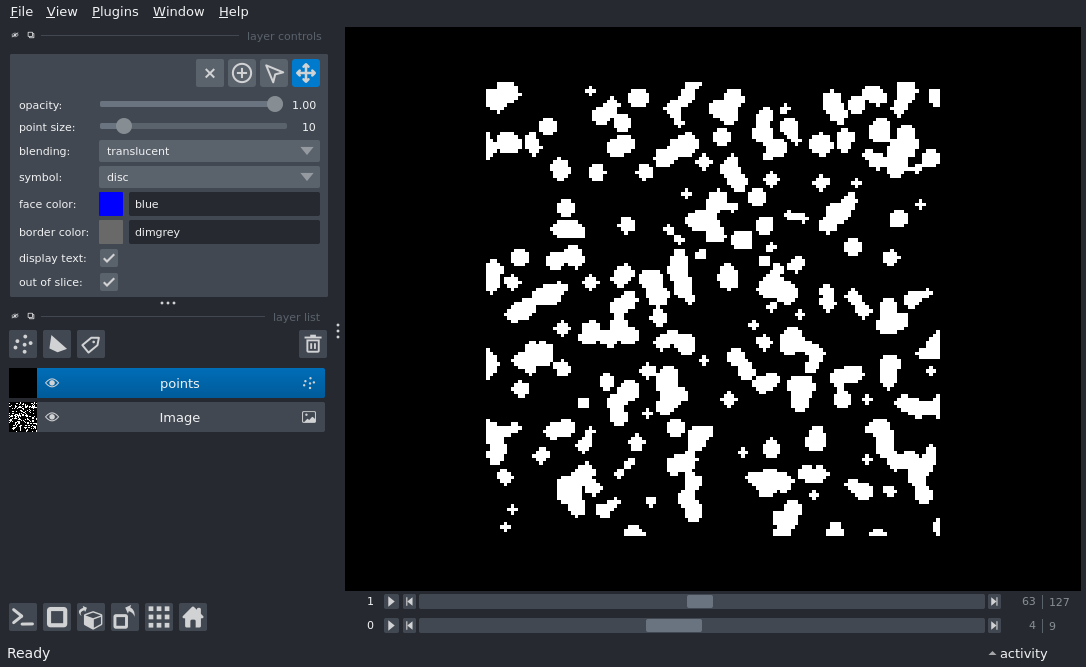 File View Plugins Window Help
layer controls
opacity: 1.00
point size: 10
blending: translucent
symbol: disc
face color: blue
border color: dimgrey
display text:
out of slice:
layer list
points
Image
1 63 | 127
0 4 | 9
Ready activity